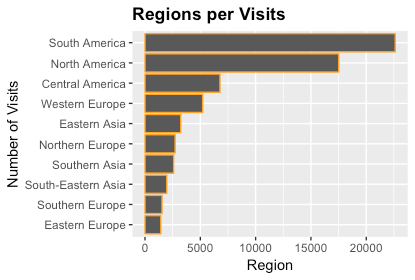 Regions per Visits
Number of Visits
South America
North America
Central America
Western Europe
Eastern Asia
Northern Europe
Southern Asia
South-Eastern Asia
Southern Europe
Eastern Europe
0 5000 10000 15000 20000
Region